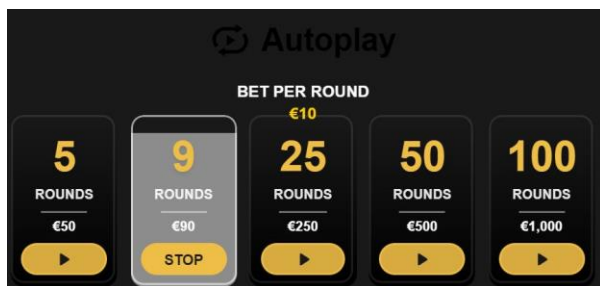 Autoplay
BET PER ROUND
€10
5
ROUNDS
€50
9
ROUNDS
€90
STOP
25
ROUNDS
€250
50
ROUNDS
€500
100
ROUNDS
€1,000